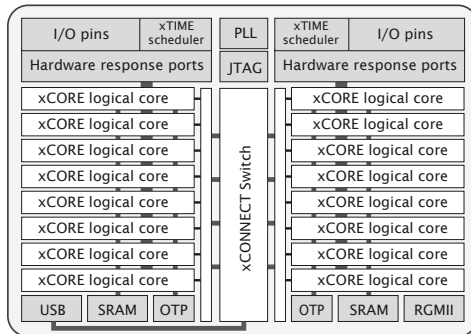 I/O pins
xTIME
scheduler
PLL
xTIME
scheduler
I/O pins
Hardware response ports
JTAG
Hardware response ports
xCORE logical core
xCORE logical core
xCORE logical core
xCORE logical core
xCORE logical core
xCORE logical core
xCORE logical core
xCORE logical core
xCONNECT Switch
xCORE logical core
xCORE logical core
xCORE logical core
xCORE logical core
xCORE logical core
xCORE logical core
xCORE logical core
xCORE logical core
USB
SRAM
OTP
OTP
SRAM
RGMII